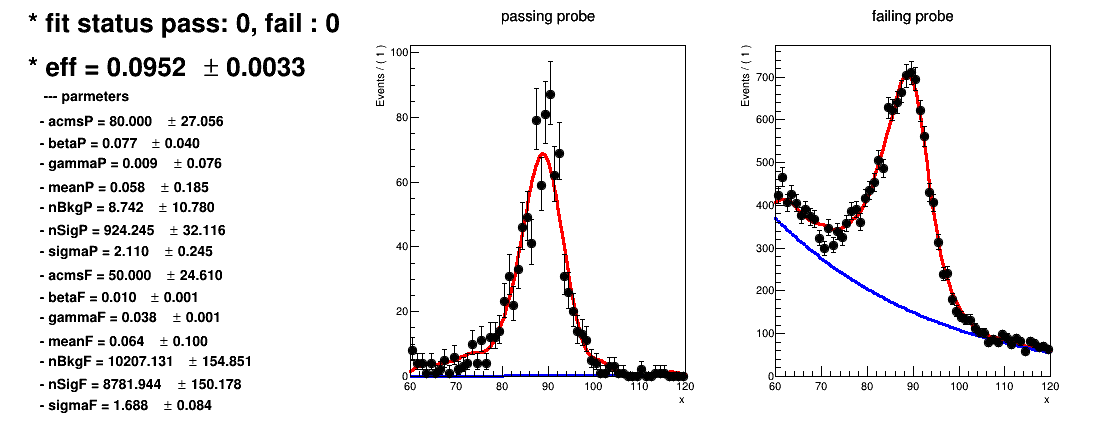 * fit status pass: 0, fail : 0
* eff = 0.0952 ± 0.0033
--- parmeters
- acmsP = 80.000 ± 27.056
- betaP = 0.077 ± 0.040
- gammaP = 0.009 ± 0.076
- meanP = 0.058 ± 0.185
- nBkgP = 8.742 ± 10.780
- nSigP = 924.245 ± 32.116
- sigmaP = 2.110 ± 0.245
- acmsF = 50.000 ± 24.610
- betaF = 0.010 ± 0.001
- gammaF = 0.038 ± 0.001
- meanF = 0.064 ± 0.100
- nBkgF = 10207.131 ± 154.851
- nSigF = 8781.944 ± 150.178
- sigmaF = 1.688 ± 0.084
passing probe
Events / ( 1 )
100
80
60
40
20
0
60 70 80 90 100 110 120
x
failing probe
Events / ( 1 )
700
600
500
400
300
200
100
0
60 70 80 90 100 110 120
x